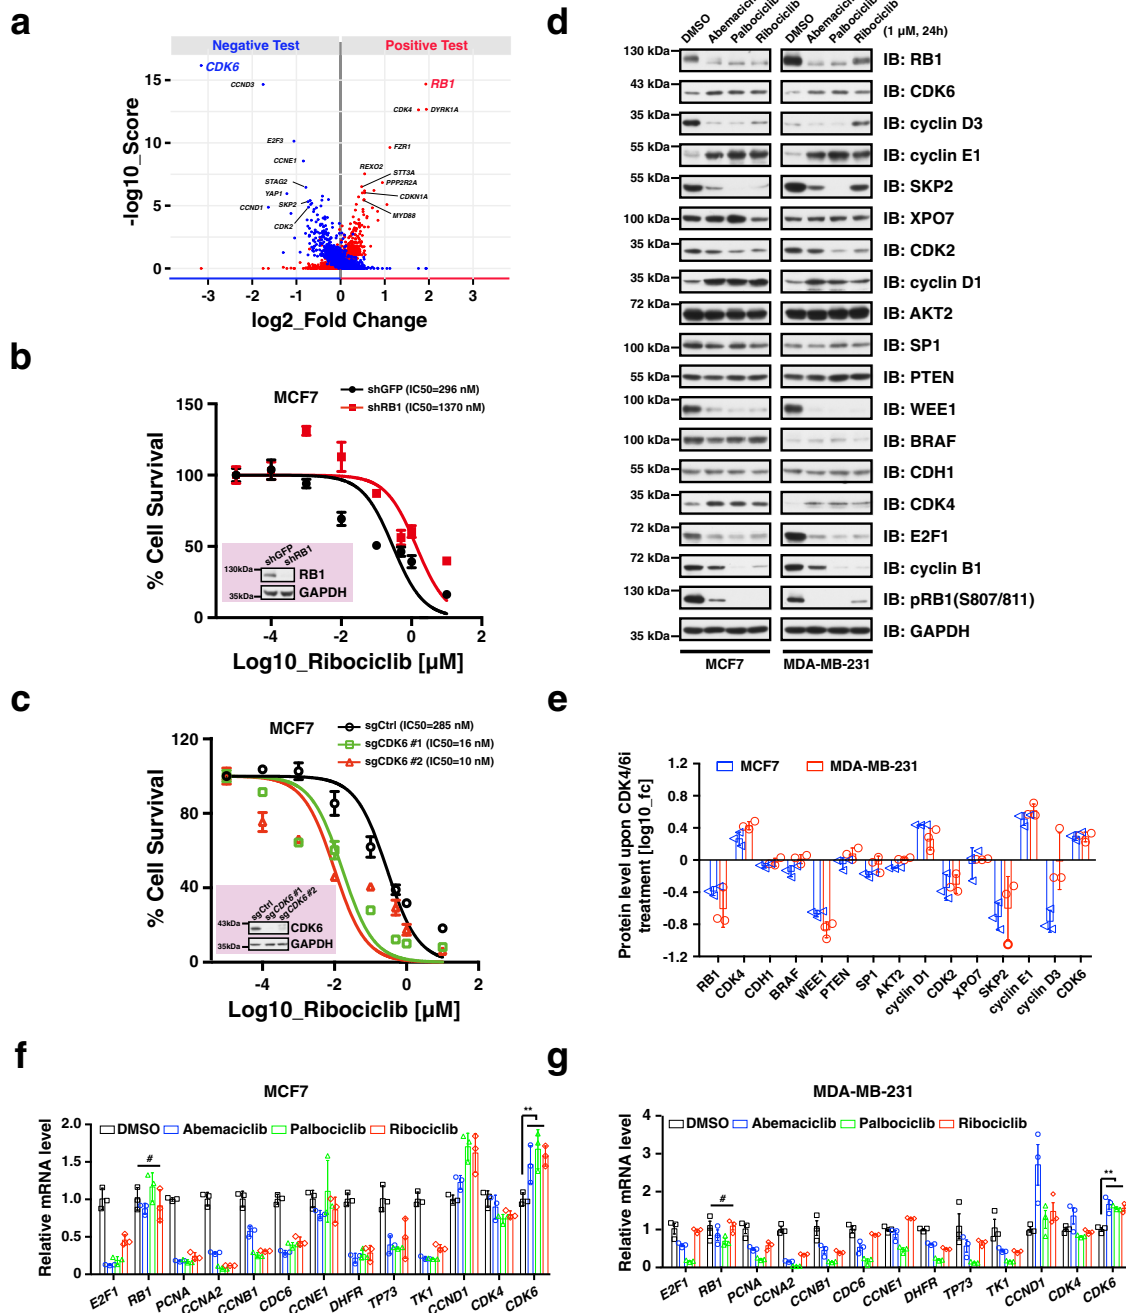 a
Negative Test
Positive Test
CDK6
CCND3
RB1
CDK4
DYRK1A
E2F3
FZR1
CCNE1
REXO2
STT3A
STAG2
PPP2R2A
YAP1
CDKN1A
SKP2
CCND1
MYD88
CDK2
15
10
5
0
-log10_Score
-3 -2 -1 0 1 2 3
log2_Fold Change
b
MCF7
shGFP (IC50=296 nM)
shRB1 (IC50=1370 nM)
150
100
50
0
% Cell Survival
shGFP
shRB1
130kDa
RB1
35kDa
GAPDH
-4 -2 0 2
Log10_Ribociclib [µM]
c
MCF7
sgCtrl (IC50=285 nM)
sgCDK6 #1 (IC50=16 nM)
sgCDK6 #2 (IC50=10 nM)
120
80
40
0
% Cell Survival
sgCtrl
sgCDK6 #1
sgCDK6 #2
43kDa
CDK6
35kDa
GAPDH
-4 -2 0 2
Log10_Ribociclib [µM]
d
DMSO Abemaciclib Palbociclib Ribociclib DMSO Abemaciclib Palbociclib Ribociclib
(1 µM, 24h)
130 kDa IB: RB1
43 kDa IB: CDK6
35 kDa IB: cyclin D3
55 kDa IB: cyclin E1
55 kDa IB: SKP2
100 kDa IB: XPO7
35 kDa IB: CDK2
35 kDa IB: cyclin D1
72 kDa IB: AKT2
100 kDa IB: SP1
55 kDa IB: PTEN
100 kDa IB: WEE1
100 kDa IB: BRAF
55 kDa IB: CDH1
35 kDa IB: CDK4
72 kDa IB: E2F1
72 kDa IB: cyclin B1
130 kDa IB: pRB1(S807/811)
35 kDa IB: GAPDH
MCF7 MDA-MB-231
e
MCF7 MDA-MB-231
1.2
0.4
0
-0.4
-0.8
-1.2
Protein level upon CDK4/6i
treatment [log10_fc]
RB1 CDK4 CDH1 BRAF WEE1 PTEN SP1 AKT2 cyclin D1 CDK2 XPO7 SKP2 cyclin E1 cyclin D3 CDK6
f
MCF7
DMSO Abemaciclib Palbociclib Ribociclib
2.0
1.5
1.0
0.5
0
Relative mRNA level
#
**
E2F1 RB1 PCNA CCNA2 CCNB1 CDC6 CCNE1 DHFR TP73 TK1 CCND1 CDK4 CDK6
g
MDA-MB-231
DMSO Abemaciclib Palbociclib Ribociclib
4
3
2
1
0
Relative mRNA level
#
**
E2F1 RB1 PCNA CCNA2 CCNB1 CDC6 CCNE1 DHFR TP73 TK1 CCND1 CDK4 CDK6